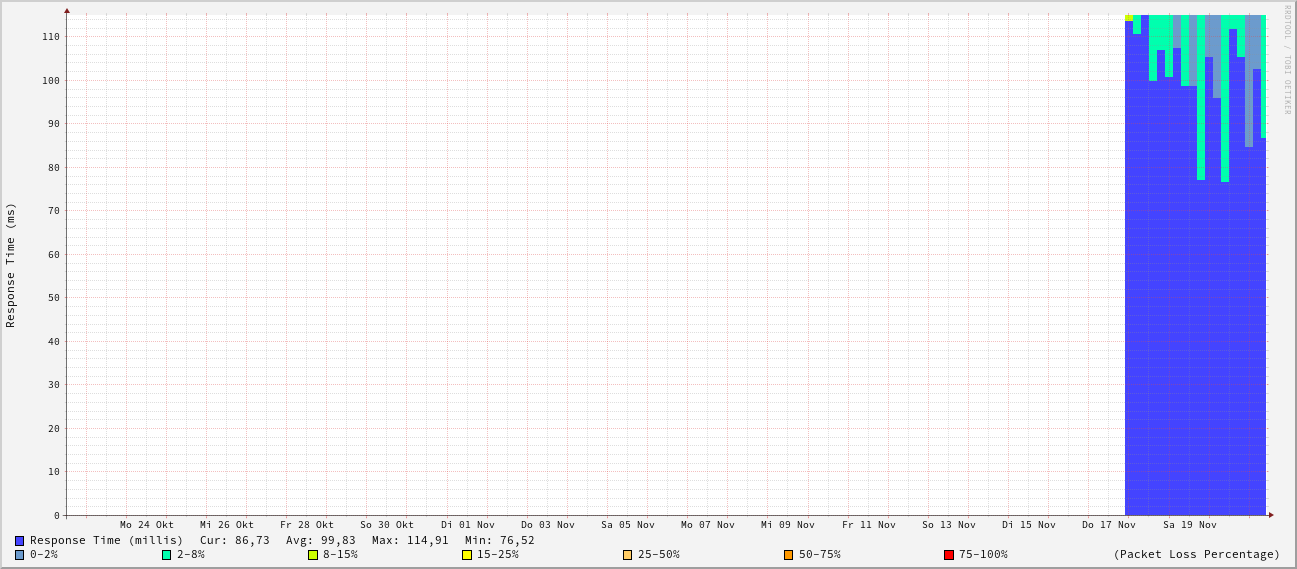 RRDTOOL / TOBI OETIKER
Response Time (ms)
110
100
90
80
70
60
50
40
30
20
10
0
Mo 24 Okt Mi 26 Okt Fr 28 Okt So 30 Okt Di 01 Nov Do 03 Nov Sa 05 Nov Mo 07 Nov Mi 09 Nov Fr 11 Nov So 13 Nov Di 15 Nov Do 17 Nov Sa 19 Nov
Response Time (millis) Cur: 86,73 Avg: 99,83 Max: 114,91 Min: 76,52
0-2% 2-8% 8-15% 15-25% 25-50% 50-75% 75-100% (Packet Loss Percentage)